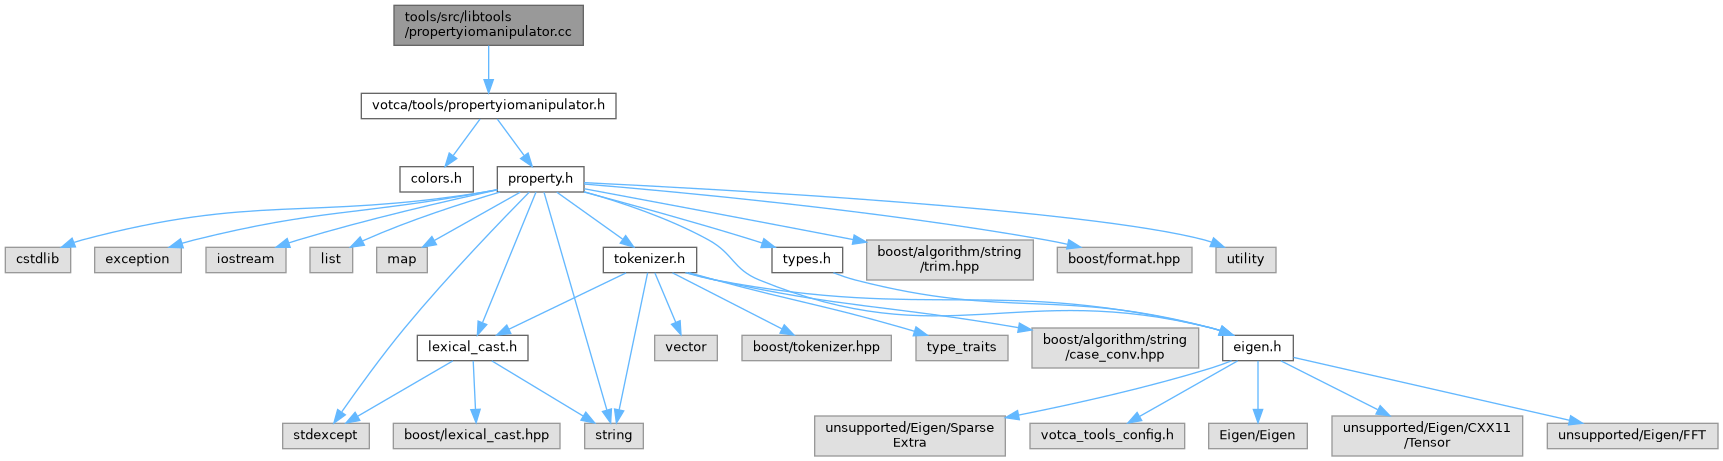 tools/src/libtools
/propertyiomanipulator.cc
votca/tools/propertyiomanipulator.h
colors.h
property.h
cstdlib
exception
iostream
list
map
tokenizer.h
types.h
boost/algorithm/string
/trim.hpp
boost/format.hpp
utility
lexical_cast.h
vector
boost/tokenizer.hpp
type_traits
boost/algorithm/string
/case_conv.hpp
eigen.h
stdexcept
boost/lexical_cast.hpp
string
unsupported/Eigen/Sparse
Extra
votca_tools_config.h
Eigen/Eigen
unsupported/Eigen/CXX11
/Tensor
unsupported/Eigen/FFT